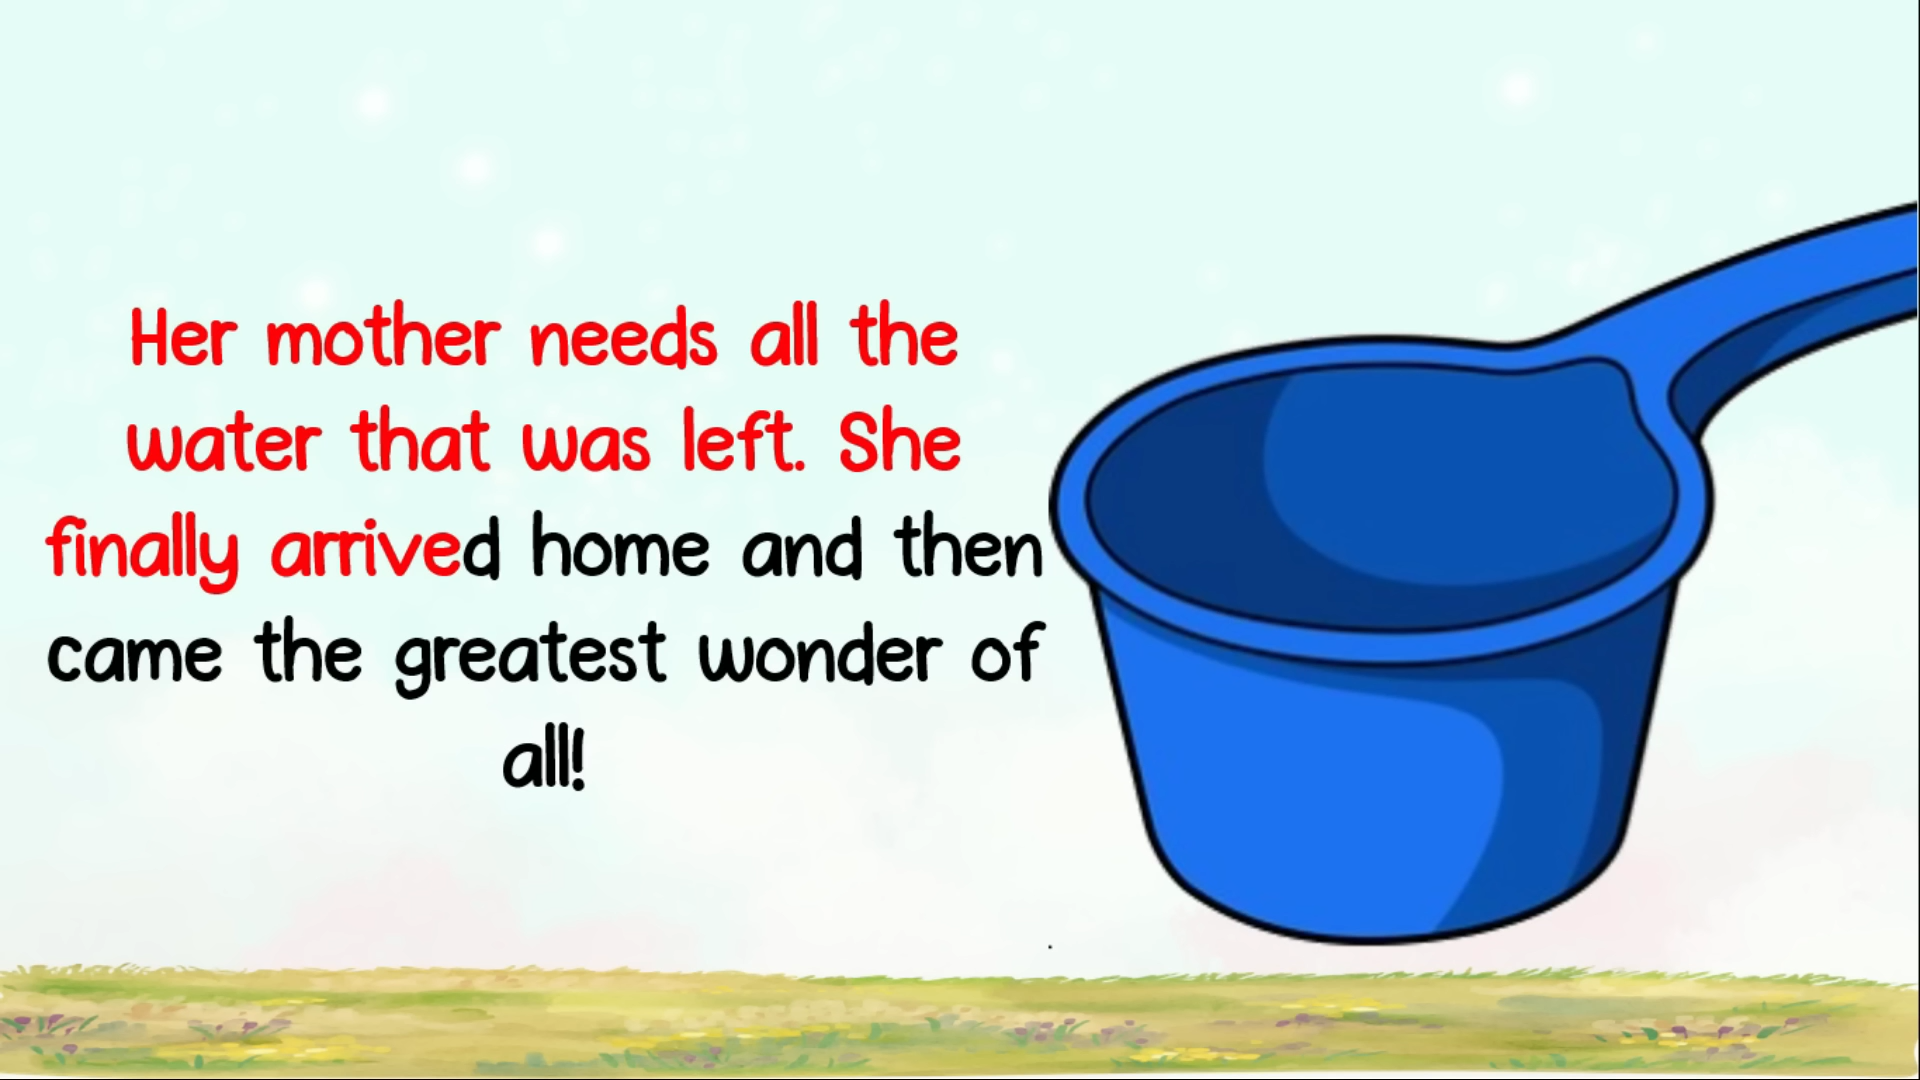 Her mother needs all the
water that was left. She
finally arrived home and then
came the greatest wonder of
all!